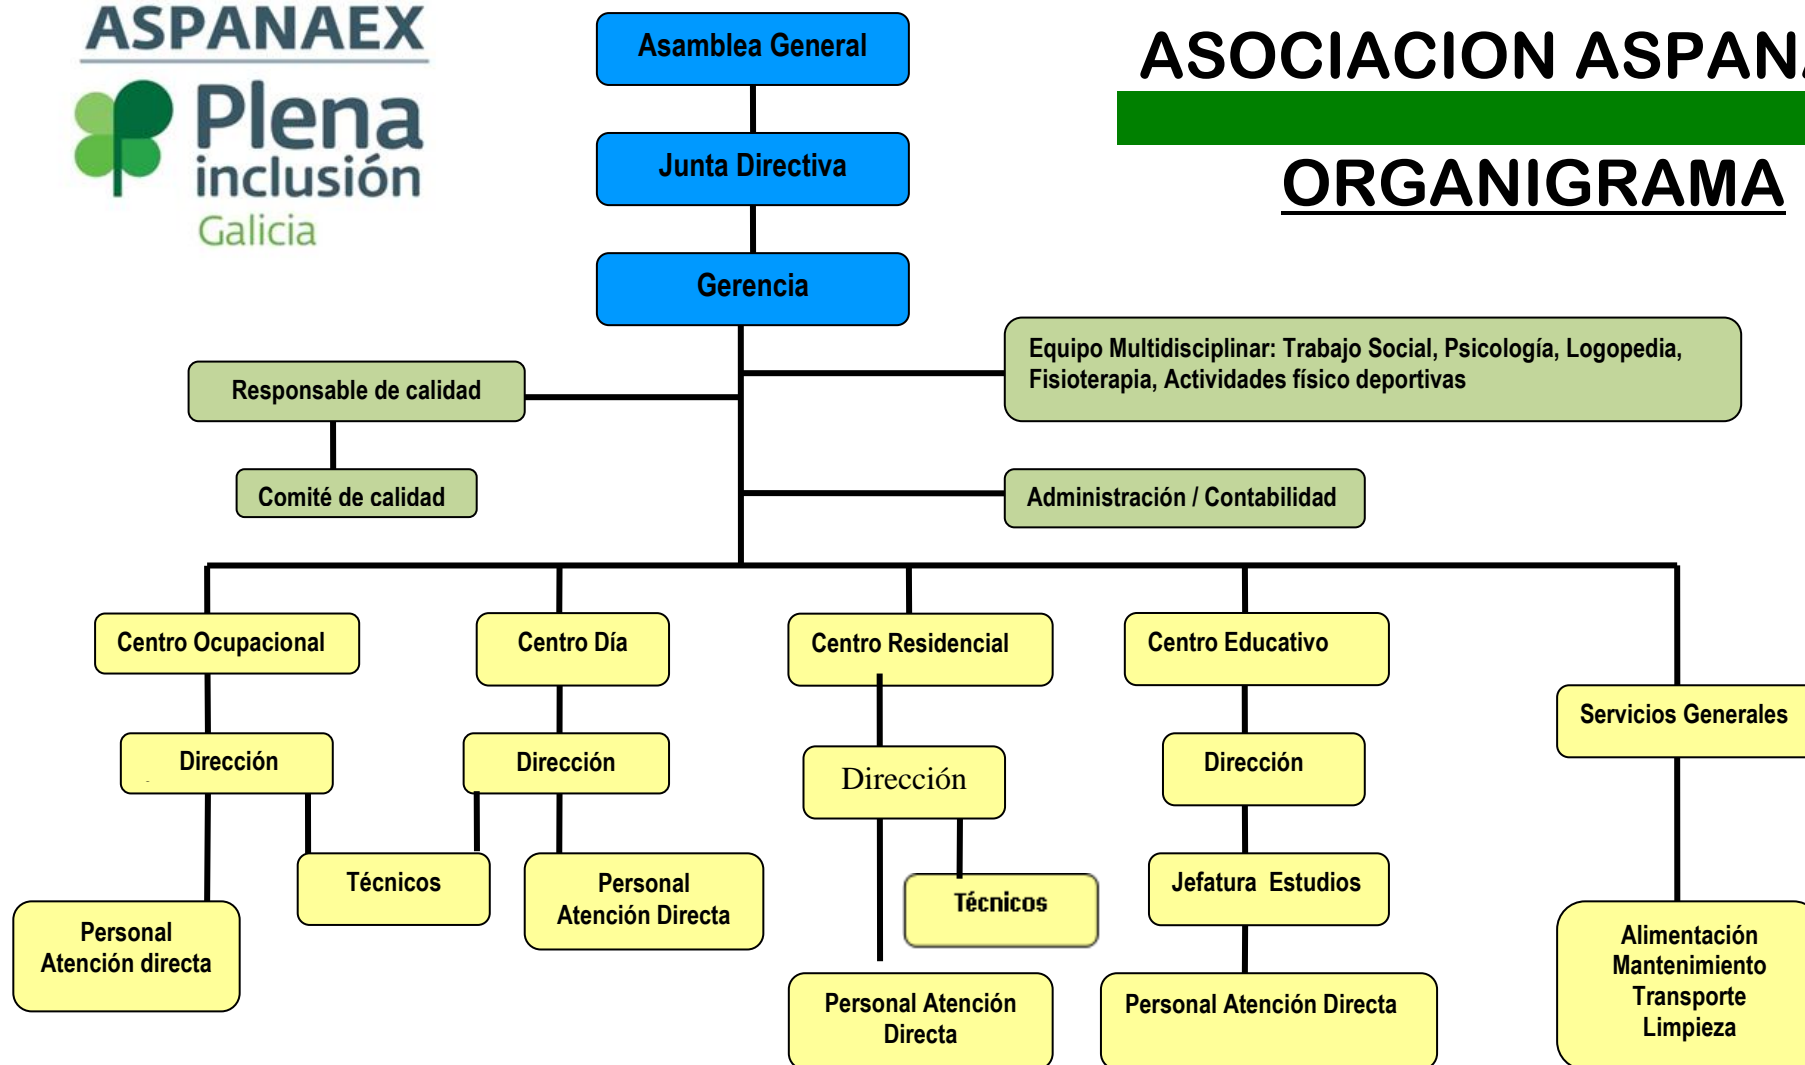 ASPANAEX
Plena
inclusión
Galicia
ASOCIACION ASPAN
ORGANIGRAMA
Asamblea General
Junta Directiva
Gerencia
Equipo Multidisciplinar: Trabajo Social, Psicología, Logopedia,
Fisioterapia, Actividades físico deportivas
Responsable de calidad
Comité de calidad
Administración / Contabilidad
Centro Ocupacional
Centro Día
Centro Residencial
Centro Educativo
Servicios Generales
Dirección
Dirección
Dirección
Dirección
Técnicos
Personal
Atención Directa
Técnicos
Jefatura Estudios
Personal
Atención directa
Personal Atención
Directa
Personal Atención Directa
Alimentación
Mantenimiento
Transporte
Limpieza